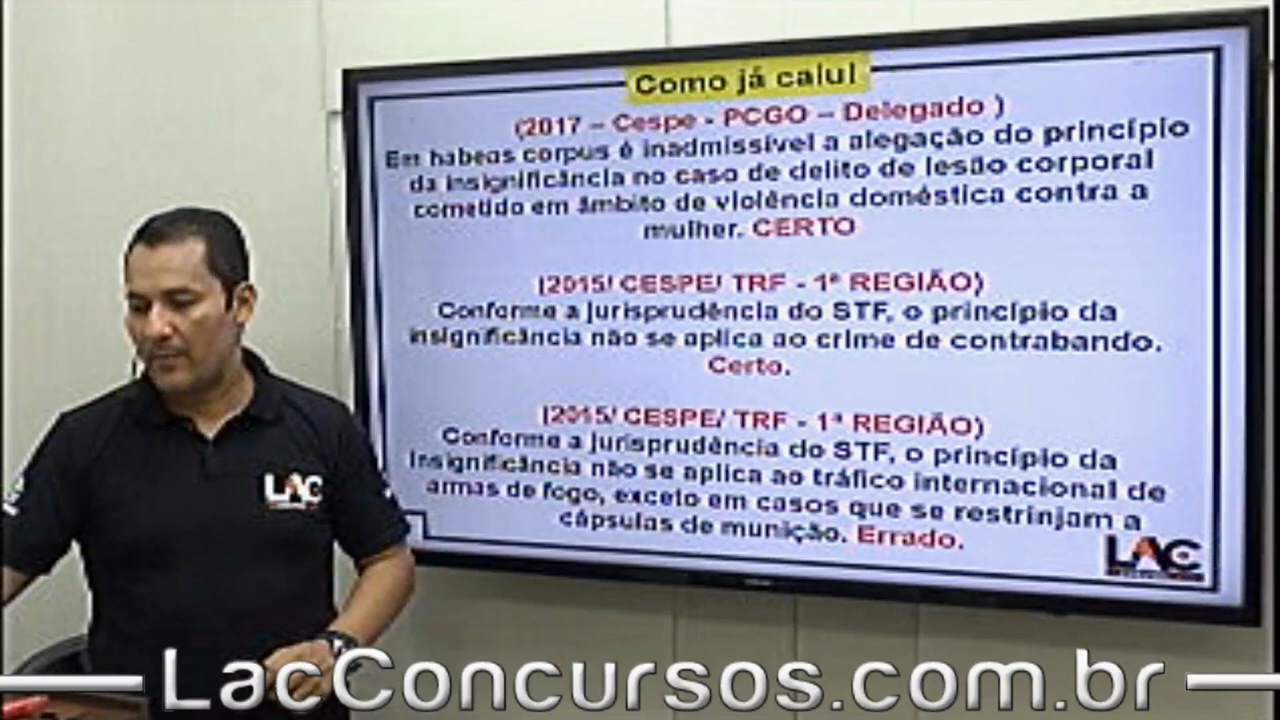 Como já caiu!
(2017 – Cespe - PCGO – Delegado )
Em habeas corpus é inadmissível a alegação do princípio
da insignificância no caso de delito de lesão corporal
cometido em âmbito de violência doméstica contra a
mulher. CERTO
(2015/ CESPE/ TRF - 1ª REGIÃO)
Conforme a jurisprudência do STF, o princípio da
insignificância não se aplica ao crime de contrabando.
Certo.
(2015/ CESPE/ TRF - 1ª REGIÃO)
Conforme a jurisprudência do STF, o princípio da
insignificância não se aplica ao tráfico internacional de
armas de fogo, exceto em casos que se restrinjam a
cápsulas de munição. Errado.
LAC
LAC
LacConcursos.com.br